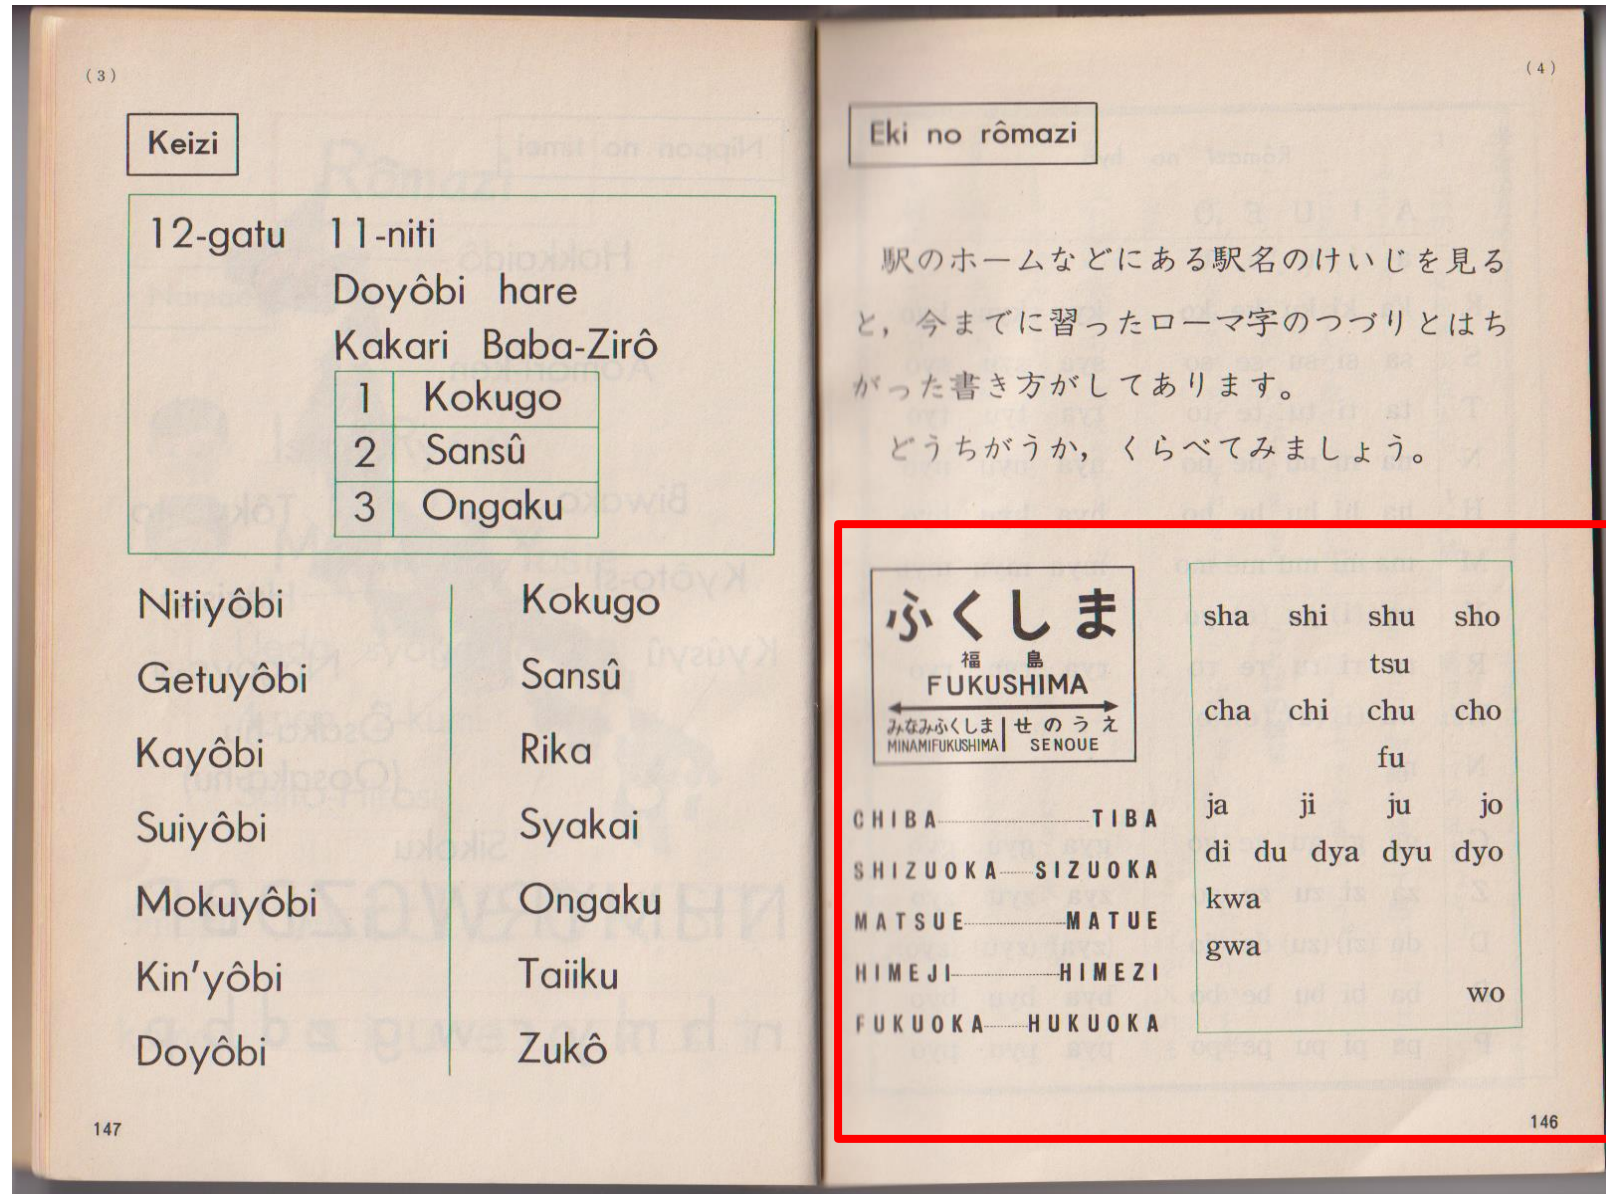 (3)
Keizi
12-gatu 11-niti
Doyôbi hare
Kakari Baba-Zirô
1 Kokugo
2 Sansû
3 Ongaku
Nitiyôbi Kokugo
Getuyôbi Sansû
Kayôbi Rika
Suiyôbi Syakai
Mokuyôbi Ongaku
Kin'yôbi Taiiku
Doyôbi Zukô
147
(4)
Eki no rômazi
駅のホームなどにある駅名のけいじを見る
と，今までに習ったローマ字のつづりとはち
がった書き方がしてあります。
どうちがうか，くらべてみましょう。
ふくしま
福島
FUKUSHIMA
みなみふくしま せのうえ
MINAMIFUKUSHIMA SENOUE
CHIBA TIBA
SHIZUOKA SIZUOKA
MATSUE MATUE
HIMEJI HIMEZI
FUKUOKA HUKUOKA
sha shi shu sho
tsu
cha chi chu cho
fu
ja ji ju jo
di du dya dyu dyo
kwa
gwa
wo
146